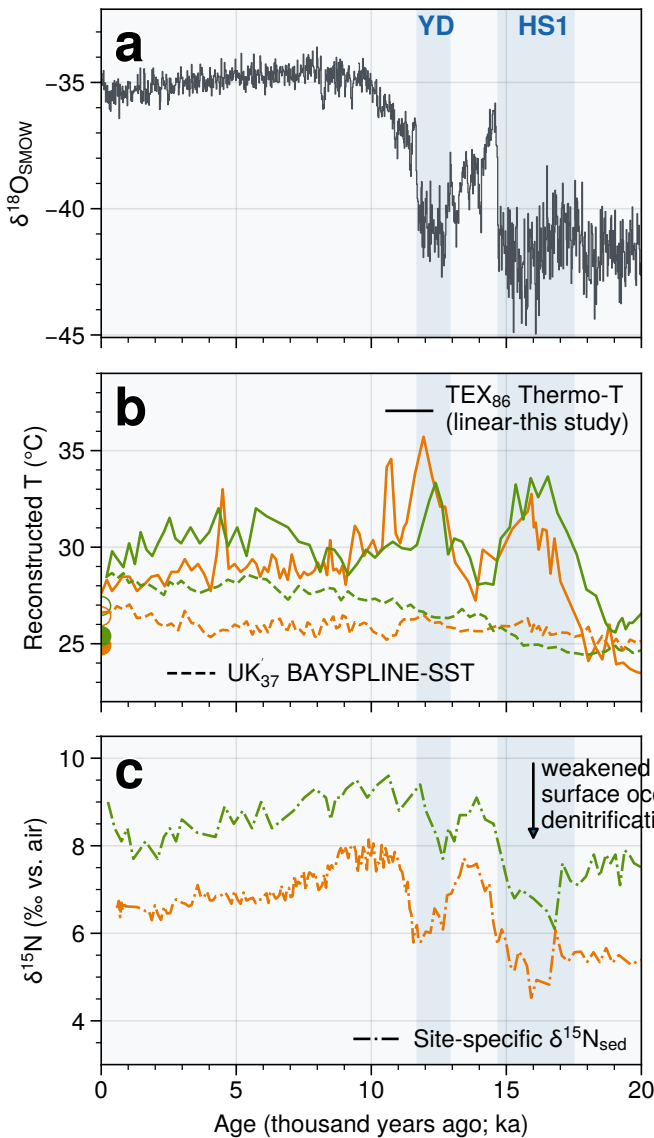 a
YD
HS1
−35
−40
−45
δ18OSMOW
b
TEX86 Thermo-T
(linear-this study)
35
30
25
Reconstructed T (°C)
UK′37 BAYSPLINE-SST
c
weakened
surface oce
denitrificati
10
8
6
4
δ15N (‰ vs. air)
Site-specific δ15Nsed
0
5
10
15
20
Age (thousand years ago; ka)